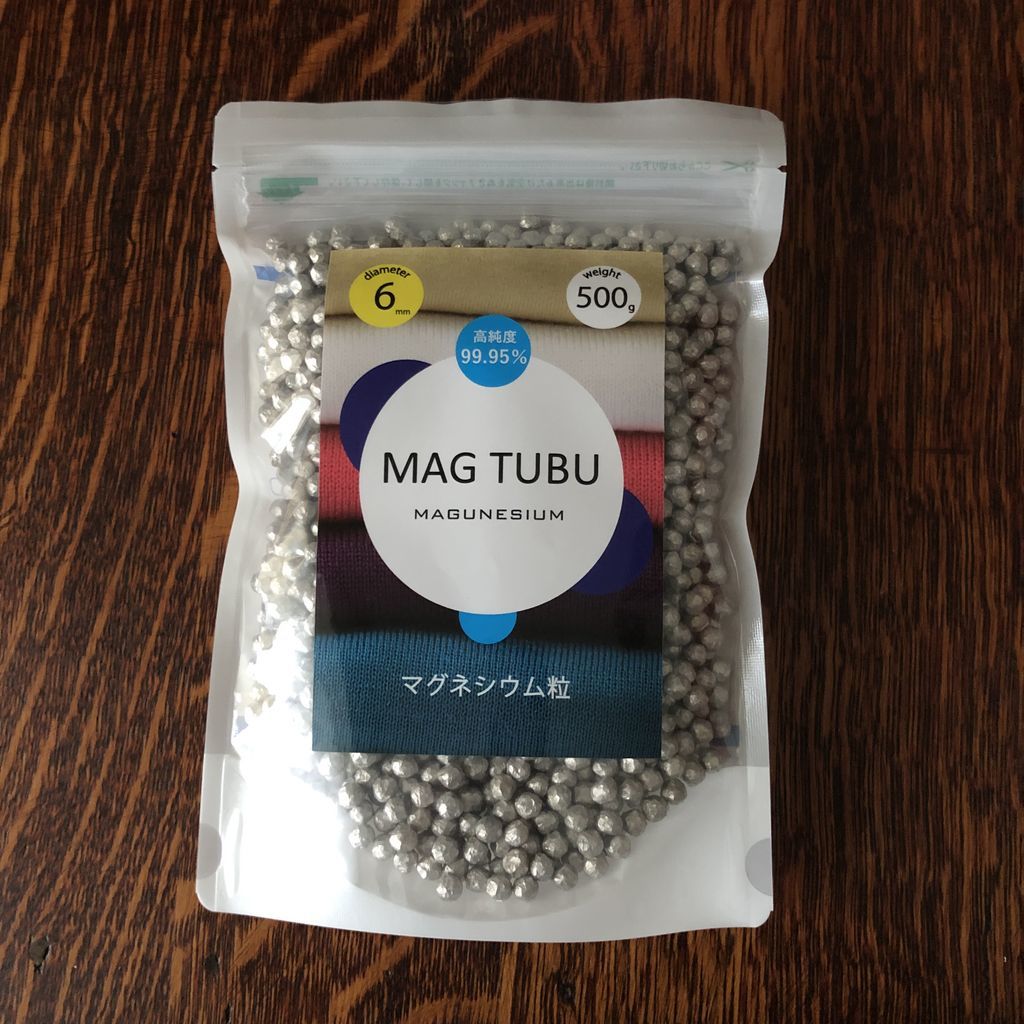 diameter
6
mm
weight
500g
高純度
99.95%
MAG TUBU
MAGUNESIUM
マグネシウム粒